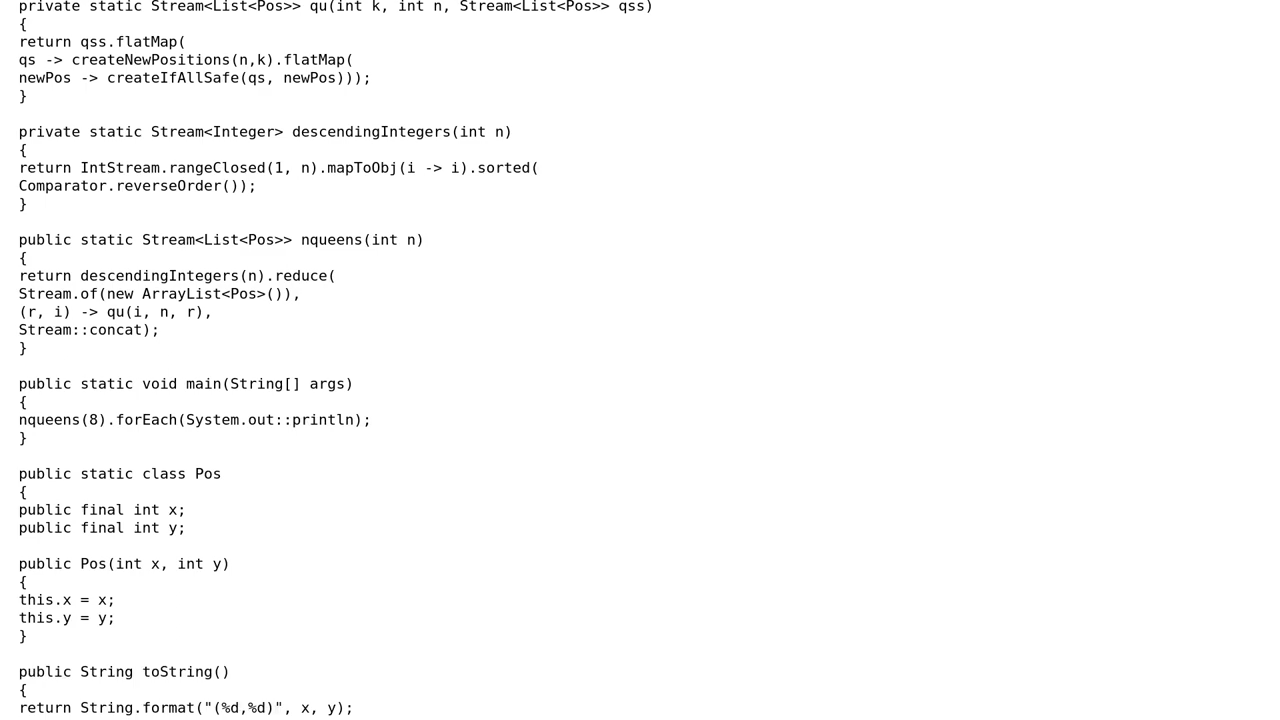 private static Stream<List<Pos>> qu(int k, int n, Stream<List<Pos>> qss)
{
return qss.flatMap(
qs -> createNewPositions(n,k).flatMap(
newPos -> createIfAllSafe(qs, newPos)));
}
private static Stream<Integer> descendingIntegers(int n)
{
return IntStream.rangeClosed(1, n).mapToObj(i -> i).sorted(
Comparator.reverseOrder());
}
public static Stream<List<Pos>> nqueens(int n)
{
return descendingIntegers(n).reduce(
Stream.of(new ArrayList<Pos>()),
(r, i) -> qu(i, n, r),
Stream::concat);
}
public static void main(String[] args)
{
nqueens(8).forEach(System.out::println);
}
public static class Pos
{
public final int x;
public final int y;
public Pos(int x, int y)
{
this.x = x;
this.y = y;
}
public String toString()
{
return String.format("(%d,%d)", x, y);